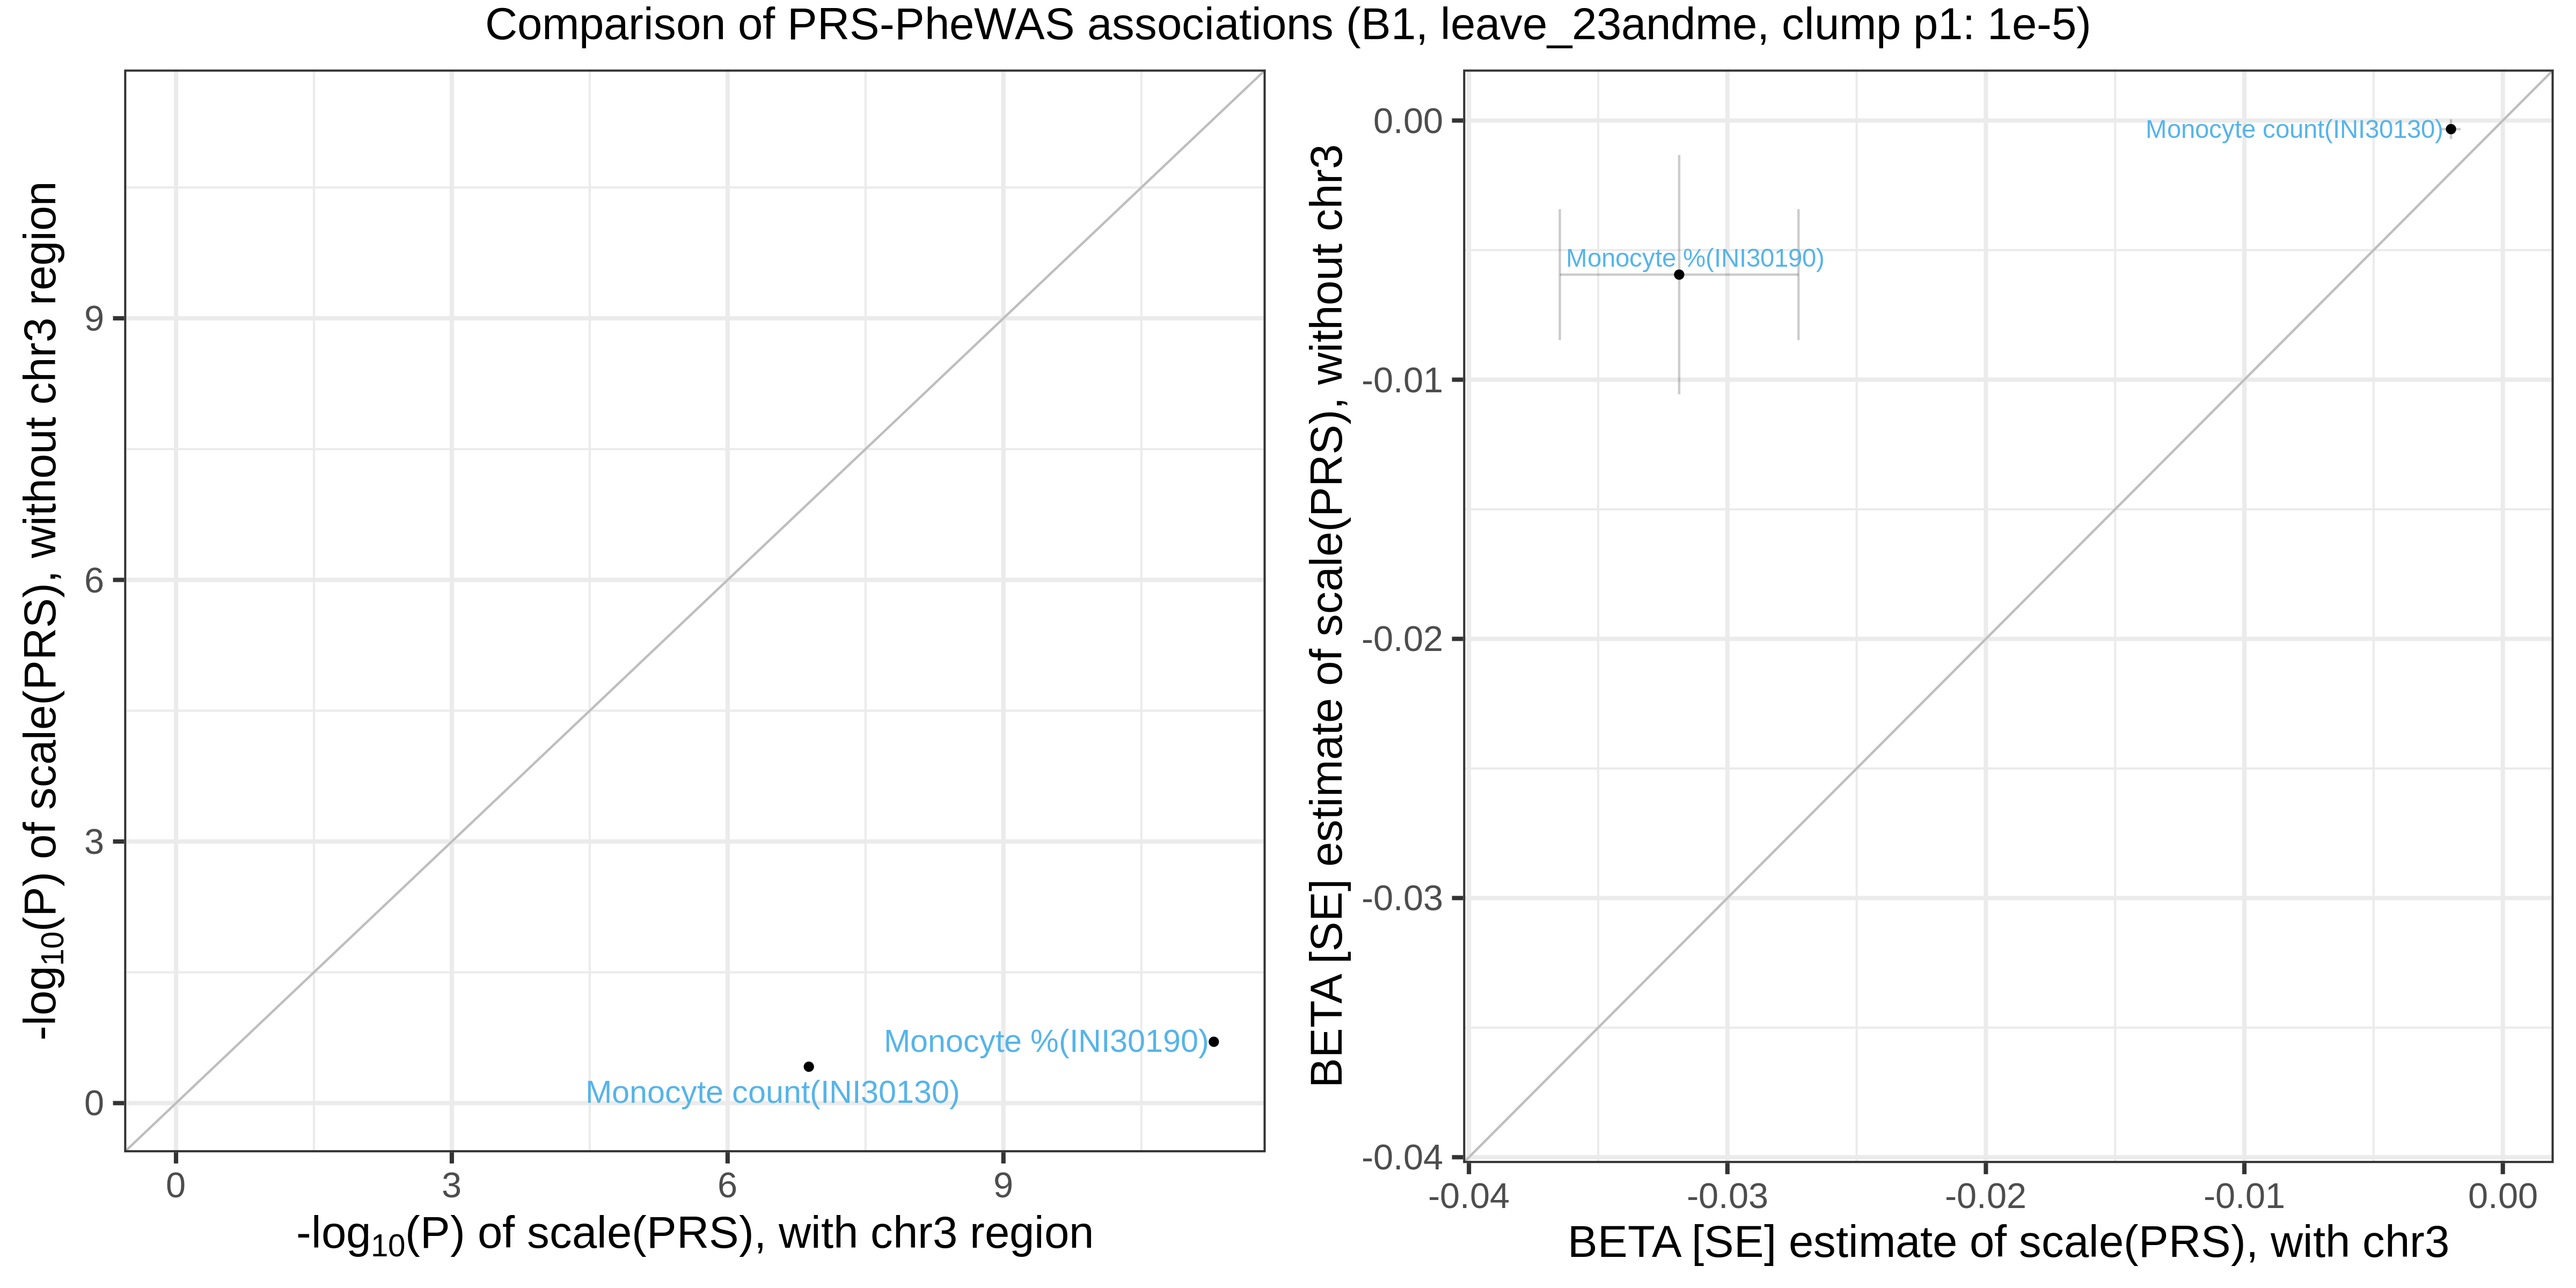 Comparison of PRS-PheWAS associations (B1, leave_23andme, clump p1: 1e-5)
-log10(P) of scale(PRS), without chr3 region
9
6
3
0
Monocyte %(INI30190)
Monocyte count(INI30130)
0
3
6
9
-log10(P) of scale(PRS), with chr3 region
BETA [SE] estimate of scale(PRS), without chr3
0.00
-0.01
-0.02
-0.03
-0.04
Monocyte count(INI30130)
Monocyte %(INI30190)
-0.04
-0.03
-0.02
-0.01
0.00
BETA [SE] estimate of scale(PRS), with chr3